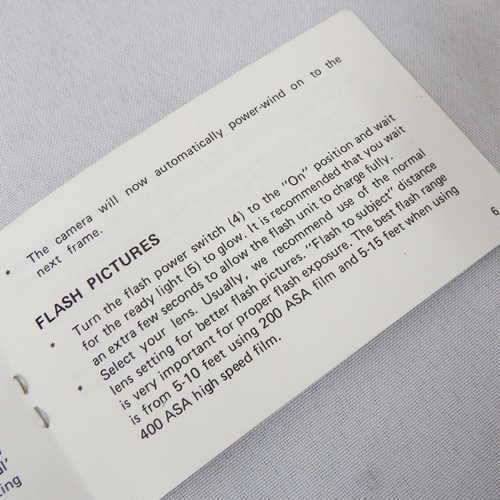 • The camera will now automatically power-wind on to the
next frame.
FLASH PICTURES
• Turn the flash power switch (4) to the "On" position and wait
for the ready light (5) to glow. It is recommended that you wait
an extra few seconds to allow the flash unit to charge fully.
• Select your lens. Usually, we recommend use of the normal
lens setting for better flash pictures. "Flash to subject" distance
is very important for proper flash exposure. The best flash range
is from 5-10 feet using 200 ASA film and 5-15 feet when using
400 ASA high speed film.
6